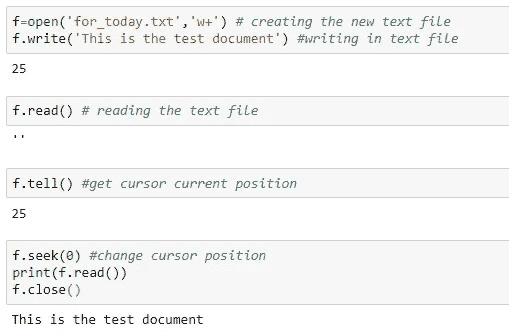 f=open('for_today.txt','w+') # creating the new text file
f.write('This is the test document') #writing in text file
25
f.read() # reading the text file
''
f.tell() #get cursor current position
25
f.seek(0) #change cursor position
print(f.read())
f.close()
This is the test document